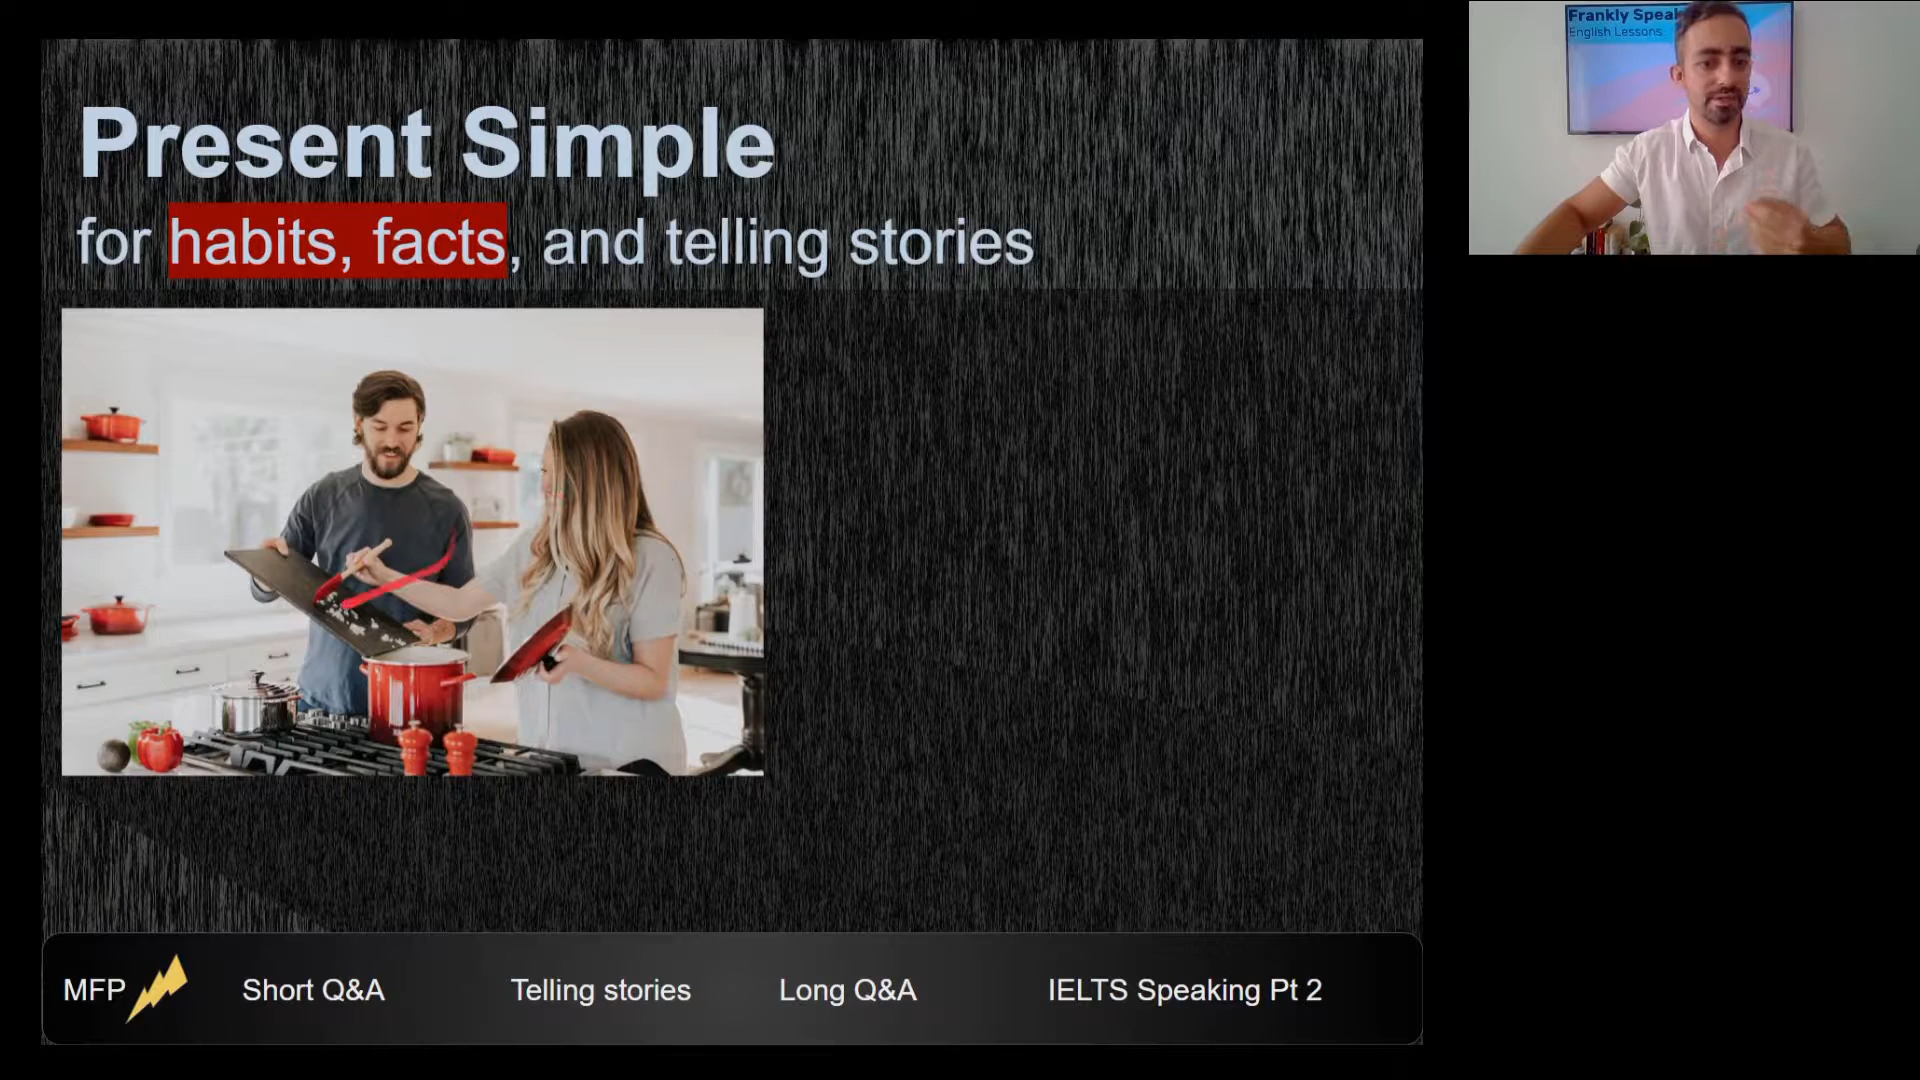 Present Simple
for habits, facts, and telling stories
Frankly Speak
English Lessons
MFP
Short Q&A
Telling stories
Long Q&A
IELTS Speaking Pt 2